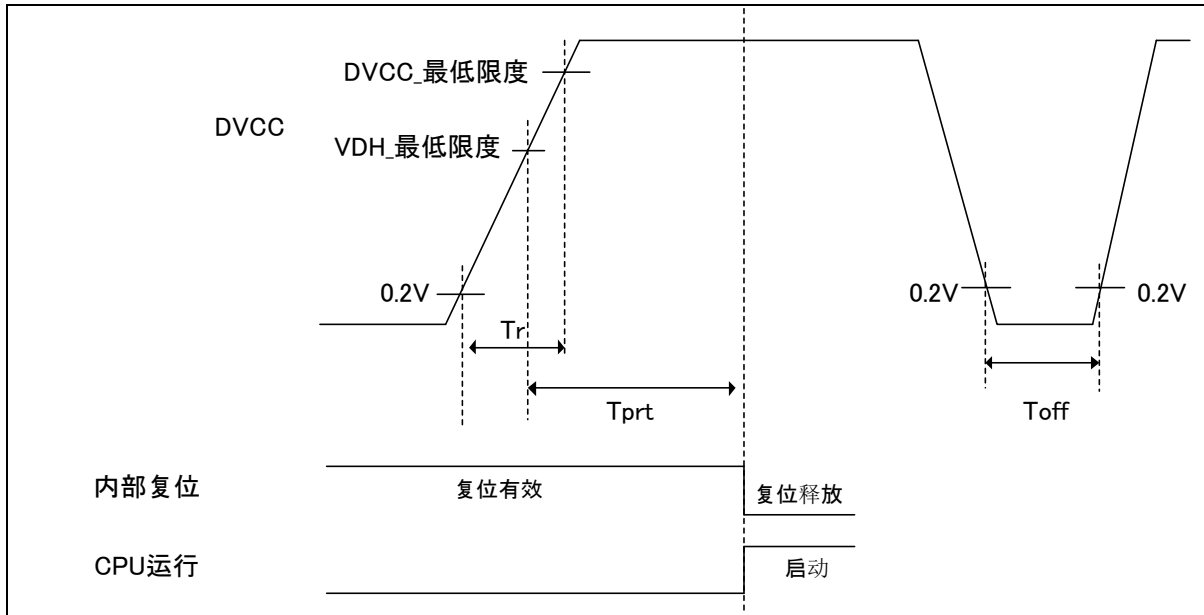 DVCC_最低限度
DVCC
VDH_最低限度
0.2V
0.2V
0.2V
Tr
Tprt
Toff
内部复位
复位有效
复位释放
CPU运行
启动